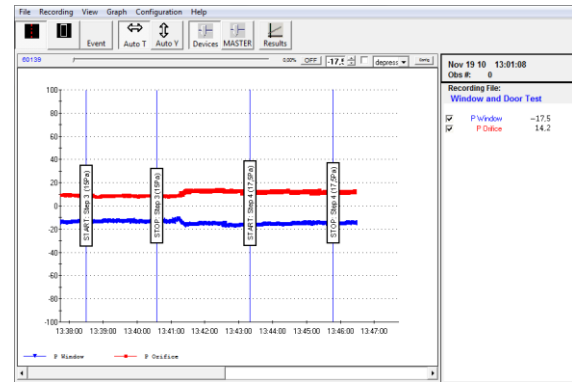 File Recording View Graph Configuration Help
Event Auto T Auto Y Devices MASTER Results
60139 0.00% OFF -17.5 depress
Nov 19 10 13:01:08
Obs #: 0
Recording File:
Window and Door Test
P Window -17.5
P Orifice 14.2
100
80
60
40
20
0
-20
-40
-60
-80
-100
START: Step 3 (15Pa)
STOP: Step 3 (15Pa)
START: Step 4 (17.5Pa)
STOP: Step 4 (17.5Pa)
13:38:00 13:39:00 13:40:00 13:41:00 13:42:00 13:43:00 13:44:00 13:45:00 13:46:00 13:47:00
P Window P Orifice